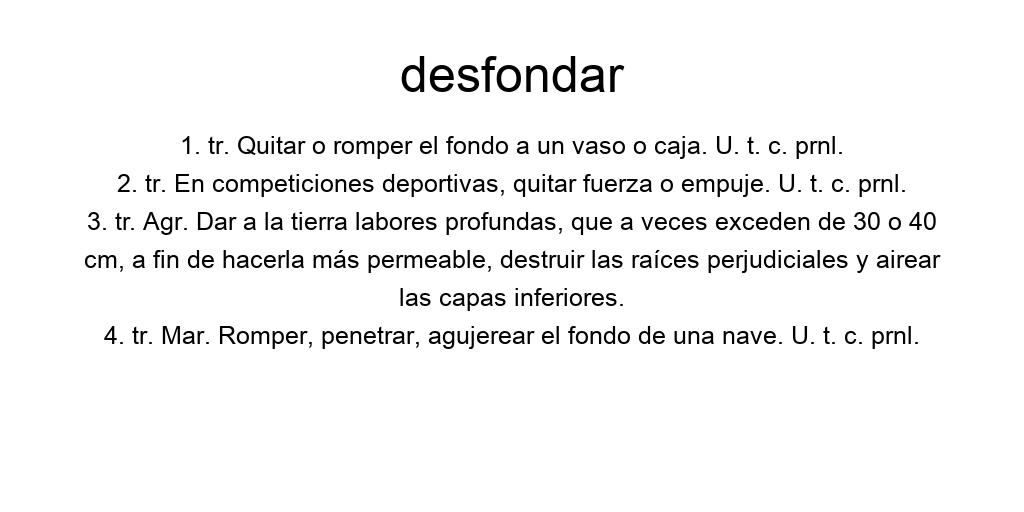 desfondar
1. tr. Quitar o romper el fondo a un vaso o caja. U. t. c. prnl.
2. tr. En competiciones deportivas, quitar fuerza o empuje. U. t. c. prnl.
3. tr. Agr. Dar a la tierra labores profundas, que a veces exceden de 30 o 40
cm, a fin de hacerla más permeable, destruir las raíces perjudiciales y airear
las capas inferiores.
4. tr. Mar. Romper, penetrar, agujerear el fondo de una nave. U. t. c. prnl.